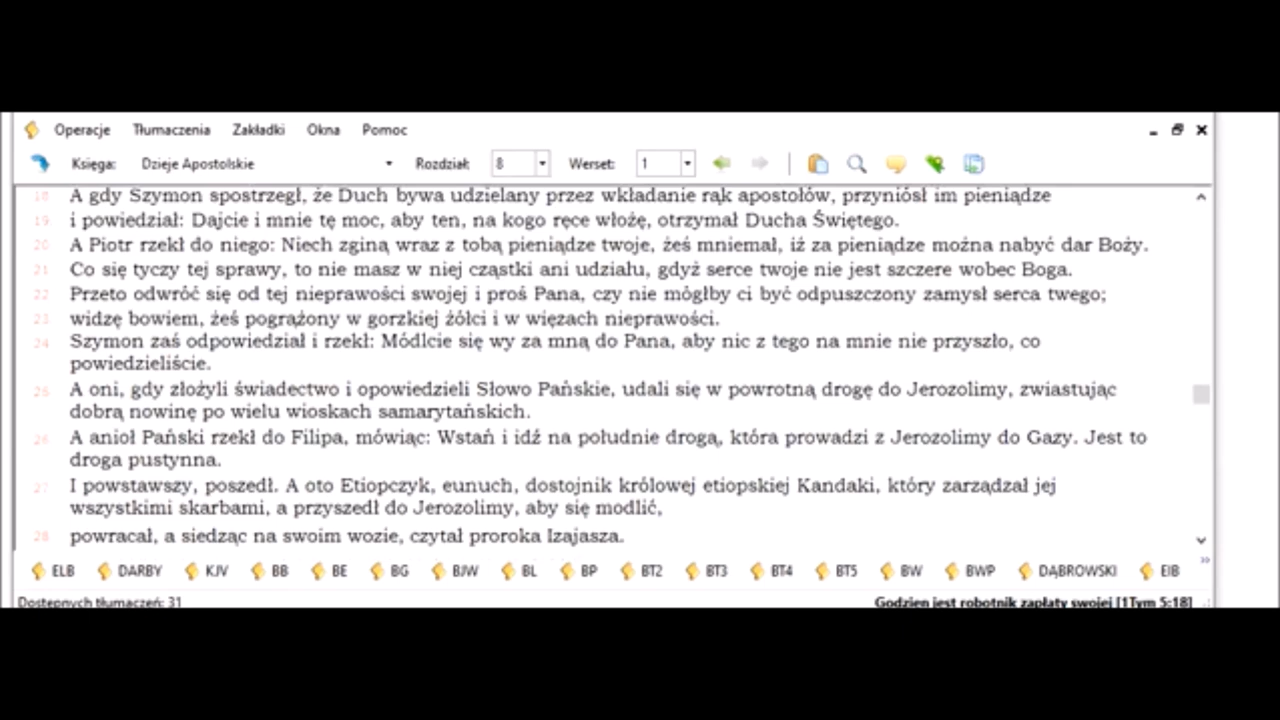 Operacje Tłumaczenia Zakładki Okna Pomoc
Księga: Dzieje Apostolskie Rozdział: 8 Werset: 1
18 A gdy Szymon spostrzegł, że Duch bywa udzielany przez wkładanie rąk apostołów, przyniósł im pieniądze
19 i powiedział: Dajcie i mnie tę moc, aby ten, na kogo ręce włożę, otrzymał Ducha Świętego.
20 A Piotr rzekł do niego: Niech zginą wraz z tobą pieniądze twoje, żeś mniemał, iż za pieniądze można nabyć dar Boży.
21 Co się tyczy tej sprawy, to nie masz w niej cząstki ani udziału, gdyż serce twoje nie jest szczere wobec Boga.
22 Przeto odwróć się od tej nieprawości swojej i proś Pana, czy nie mógłby ci być odpuszczony zamysł serca twego;
23 widzę bowiem, żeś pogrążony w gorzkiej żółci i w więzach nieprawości.
24 Szymon zaś odpowiedział i rzekł: Módlcie się wy za mną do Pana, aby nic z tego na mnie nie przyszło, co
powiedzieliście.
25 A oni, gdy złożyli świadectwo i opowiedzieli Słowo Pańskie, udali się w powrotną drogę do Jerozolimy, zwiastując
dobrą nowinę po wielu wioskach samarytańskich.
26 A anioł Pański rzekł do Filipa, mówiąc: Wstań i idź na południe drogą, która prowadzi z Jerozolimy do Gazy. Jest to
droga pustynna.
27 I powstawszy, poszedł. A oto Etiopczyk, eunuch, dostojnik królowej etiopskiej Kandaki, który zarządzał jej
wszystkimi skarbami, a przyszedł do Jerozolimy, aby się modlić,
28 powracał, a siedząc na swoim wozie, czytał proroka Izajasza.
ELB DARBY KJV BB BE BG BJW BL BP BT2 BT3 BT4 BT5 BW BWP DĄBROWSKI EIB
Dostępnych tłumaczeń: 31 Godzien jest robotnik zapłaty swojej [1Tym 5:18]